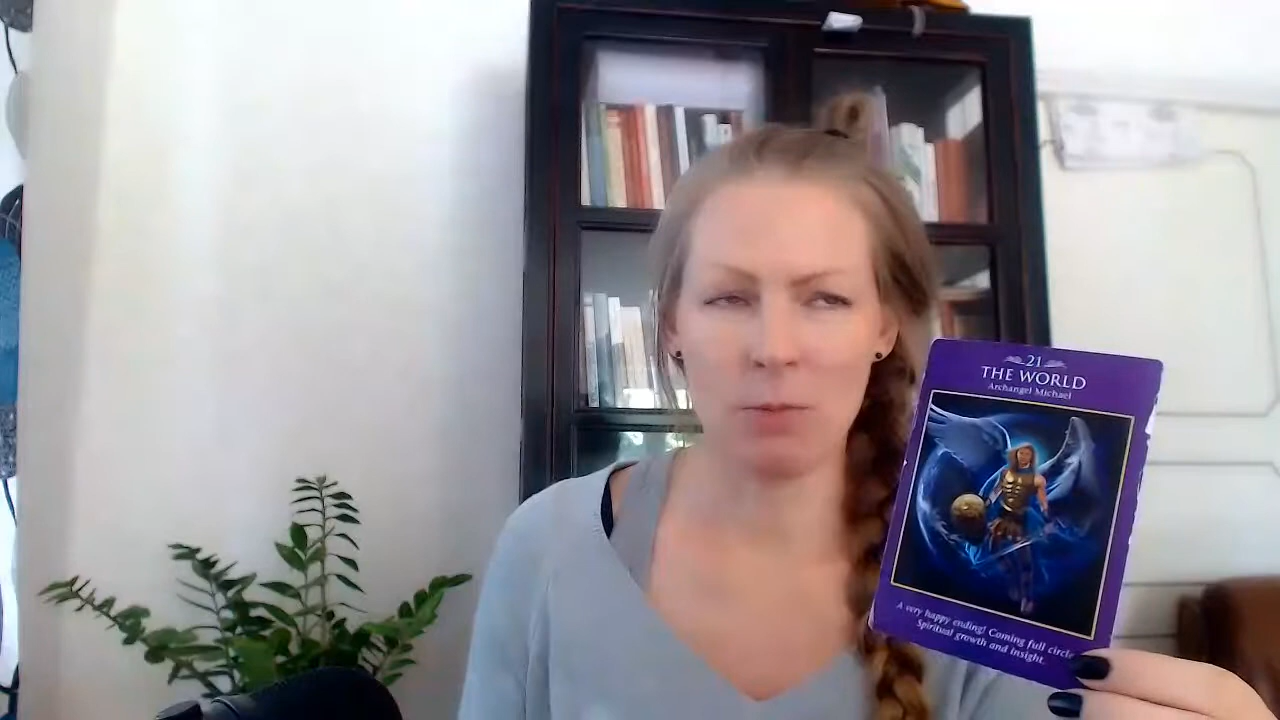 21
THE WORLD
Archangel Michael
A very happy ending! Coming full circle.
Spiritual growth and insight.